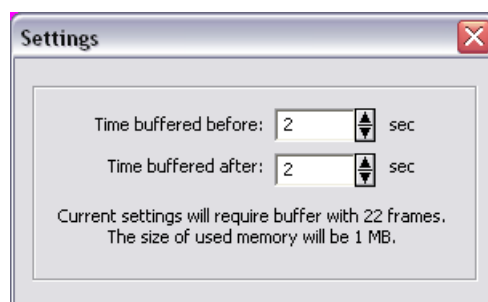 Settings
Time buffered before: 2 sec
Time buffered after: 2 sec
Current settings will require buffer with 22 frames.
The size of used memory will be 1 MB.